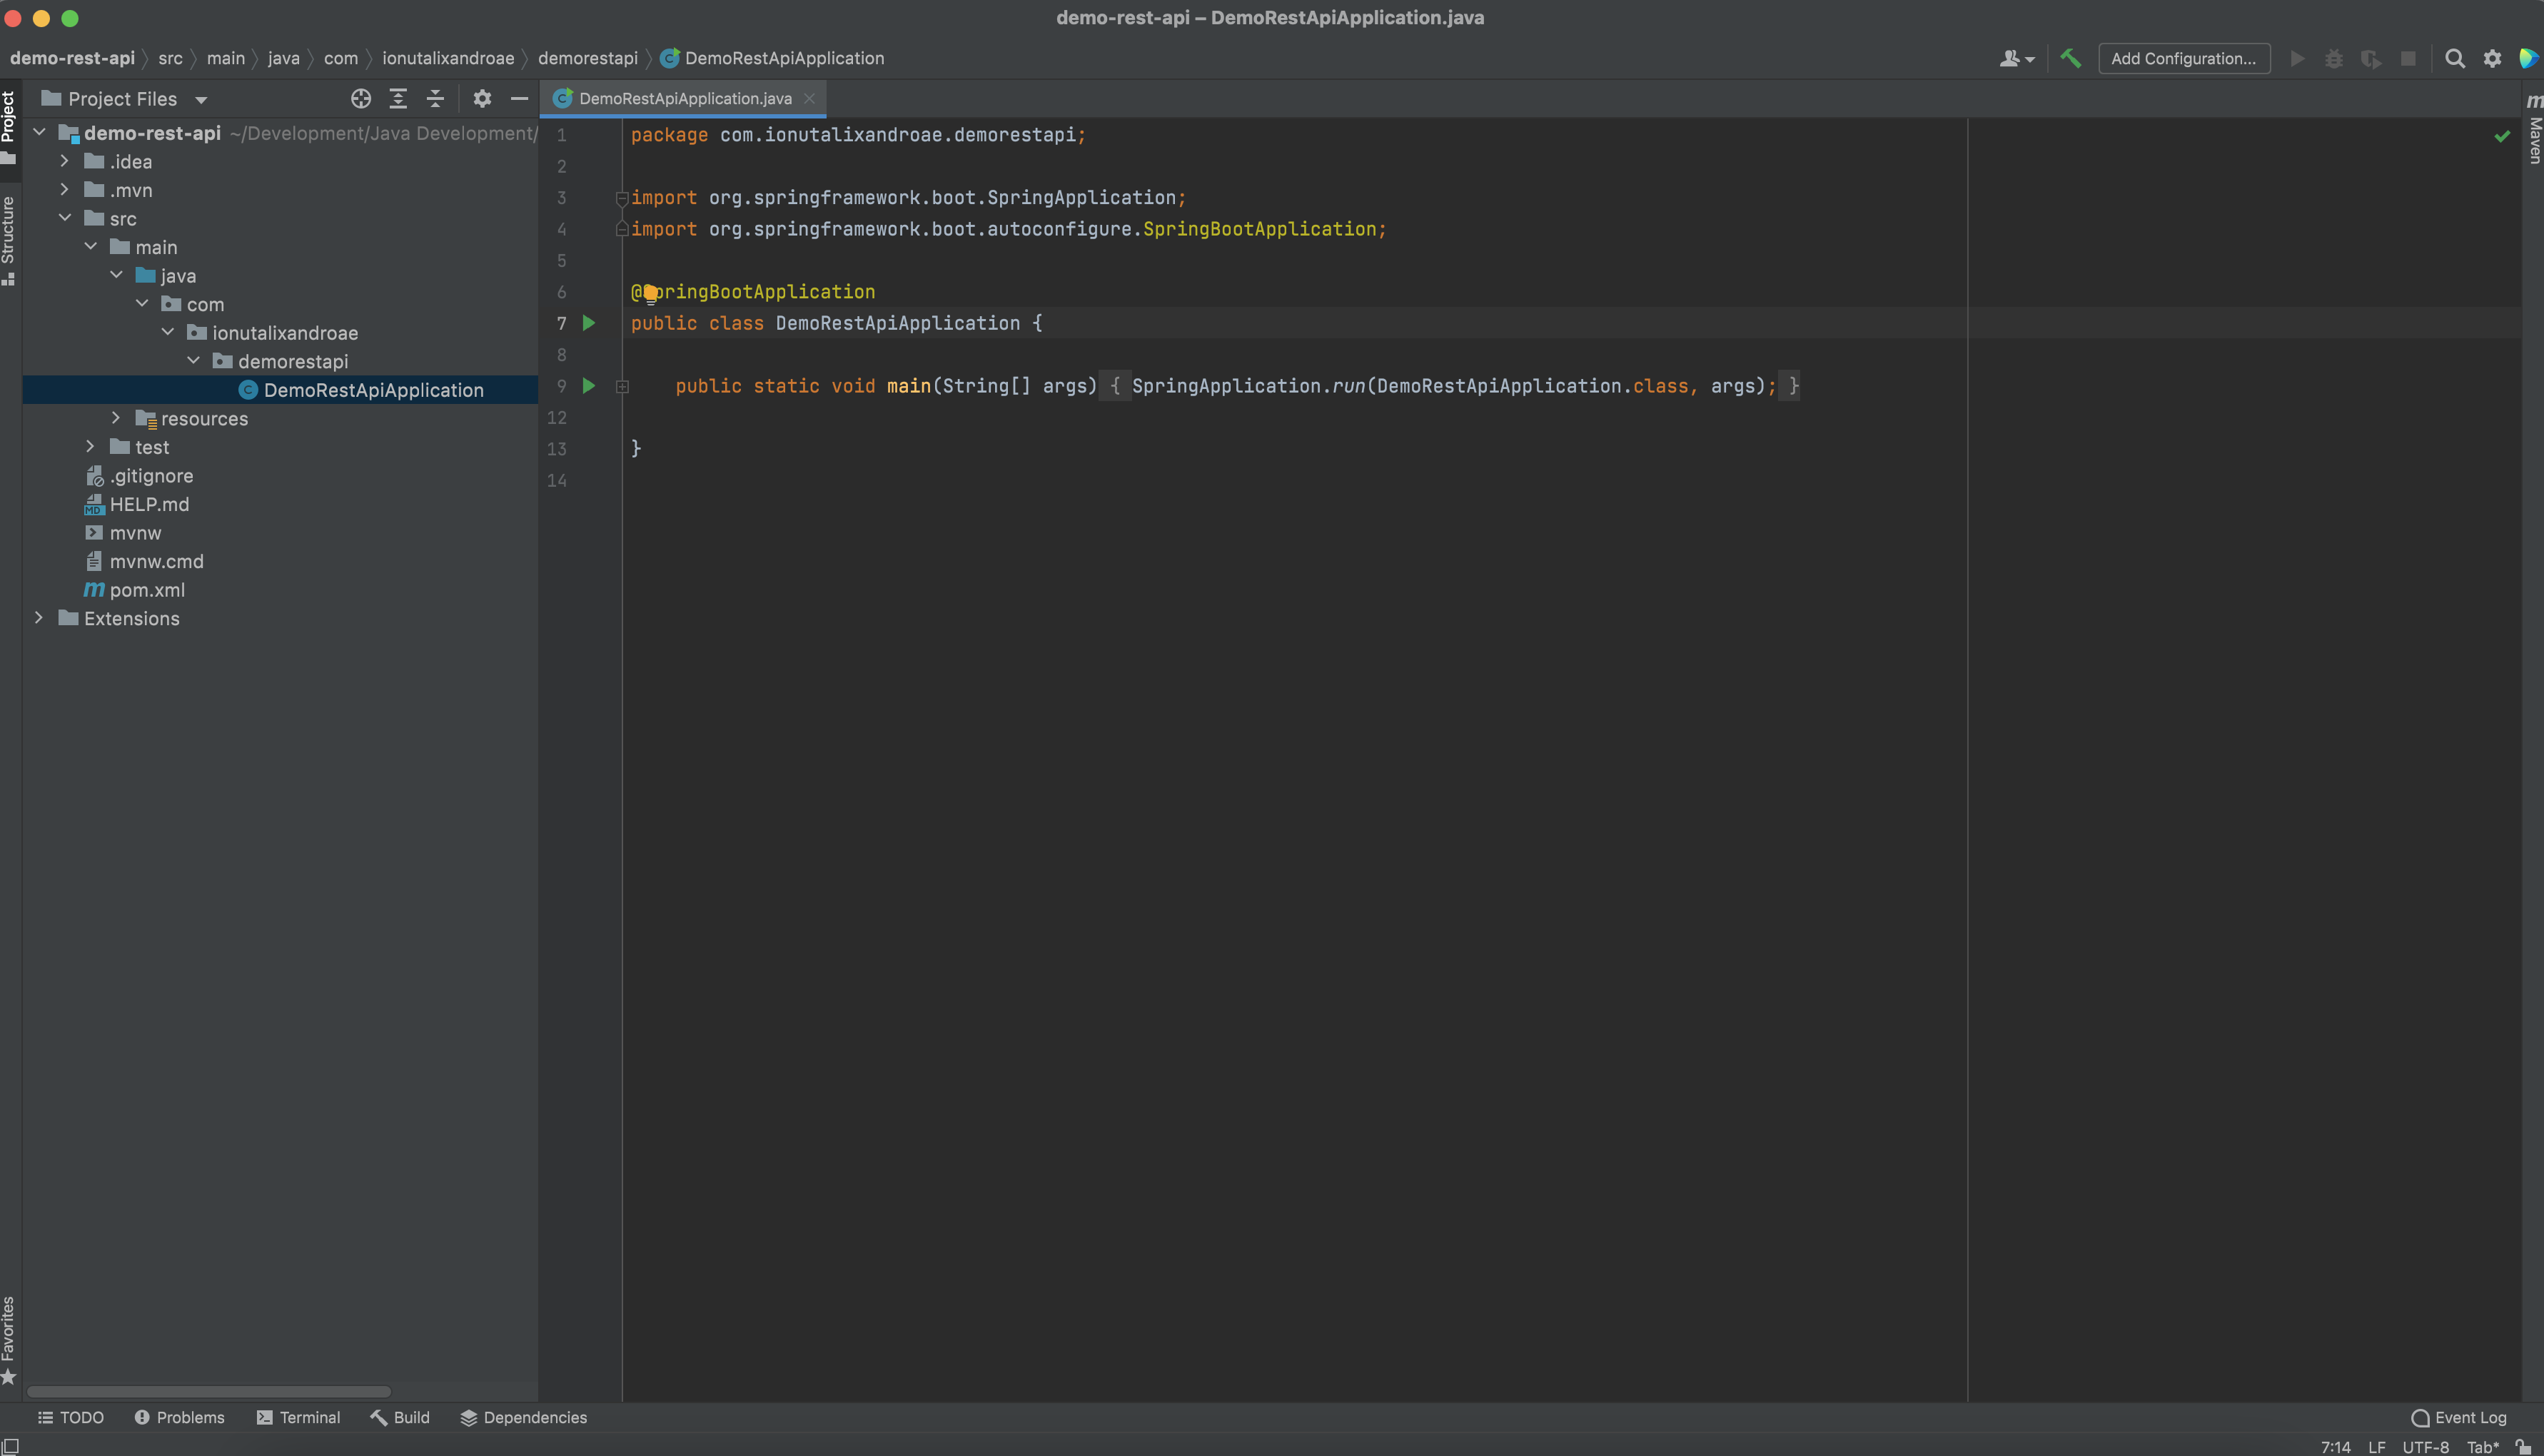 demo-rest-api – DemoRestApiApplication.java
demo-rest-api src main java com ionutalixandroae demorestapi DemoRestApiApplication
Add Configuration...
Project
Structure
Favorites
Project Files
demo-rest-api ~/Development/Java Development/
.idea
.mvn
src
main
java
com
ionutalixandroae
demorestapi
DemoRestApiApplication
resources
test
.gitignore
HELP.md
mvnw
mvnw.cmd
pom.xml
Extensions
DemoRestApiApplication.java
1 package com.ionutalixandroae.demorestapi;
2
3 import org.springframework.boot.SpringApplication;
4 import org.springframework.boot.autoconfigure.SpringBootApplication;
5
6 @SpringBootApplication
7 public class DemoRestApiApplication {
8
9 public static void main(String[] args) { SpringApplication.run(DemoRestApiApplication.class, args); }
12
13 }
14
Maven
TODO Problems Terminal Build Dependencies Event Log
7:14 LF UTF-8 Tab*